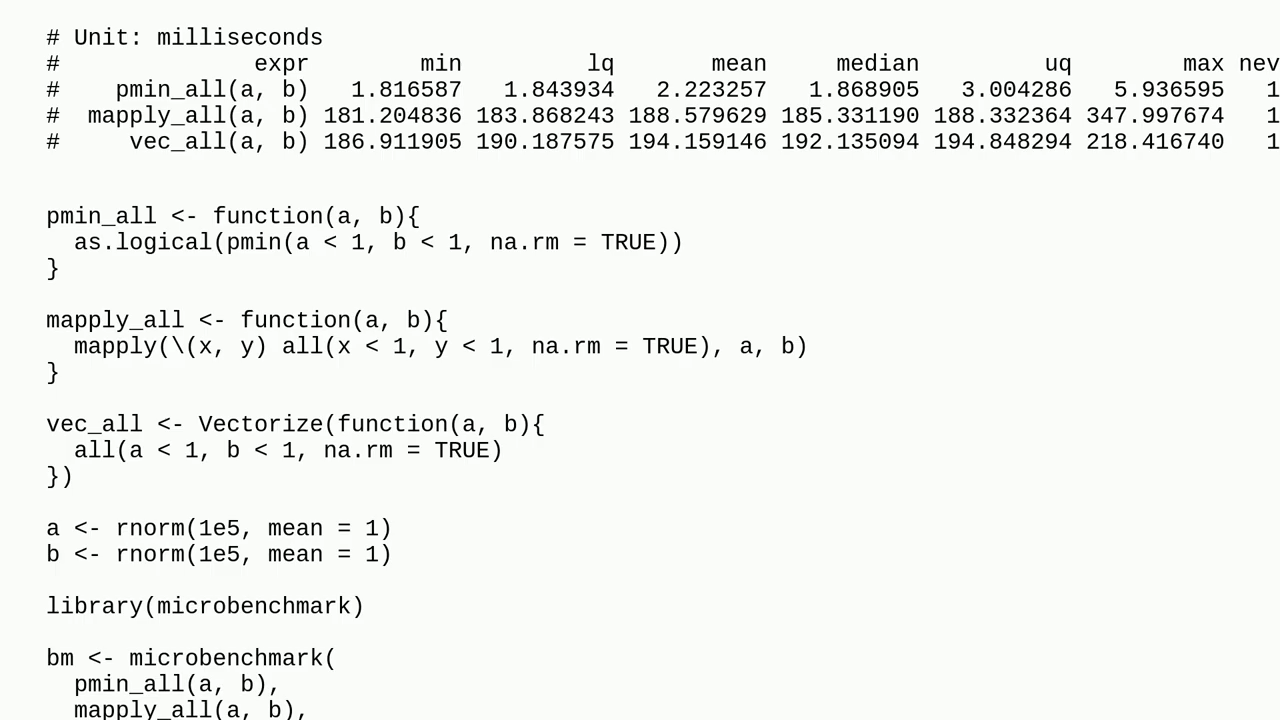 # Unit: milliseconds
#              expr        min         lq       mean     median         uq        max nev
#    pmin_all(a, b)   1.816587   1.843934   2.223257   1.868905   3.004286   5.936595   1
#  mapply_all(a, b) 181.204836 183.868243 188.579629 185.331190 188.332364 347.997674   1
#     vec_all(a, b) 186.911905 190.187575 194.159146 192.135094 194.848294 218.416740   1
pmin_all <- function(a, b){
  as.logical(pmin(a < 1, b < 1, na.rm = TRUE))
}
mapply_all <- function(a, b){
  mapply(\(x, y) all(x < 1, y < 1, na.rm = TRUE), a, b)
}
vec_all <- Vectorize(function(a, b){
  all(a < 1, b < 1, na.rm = TRUE)
})
a <- rnorm(1e5, mean = 1)
b <- rnorm(1e5, mean = 1)
library(microbenchmark)
bm <- microbenchmark(
  pmin_all(a, b),
  mapply_all(a, b),